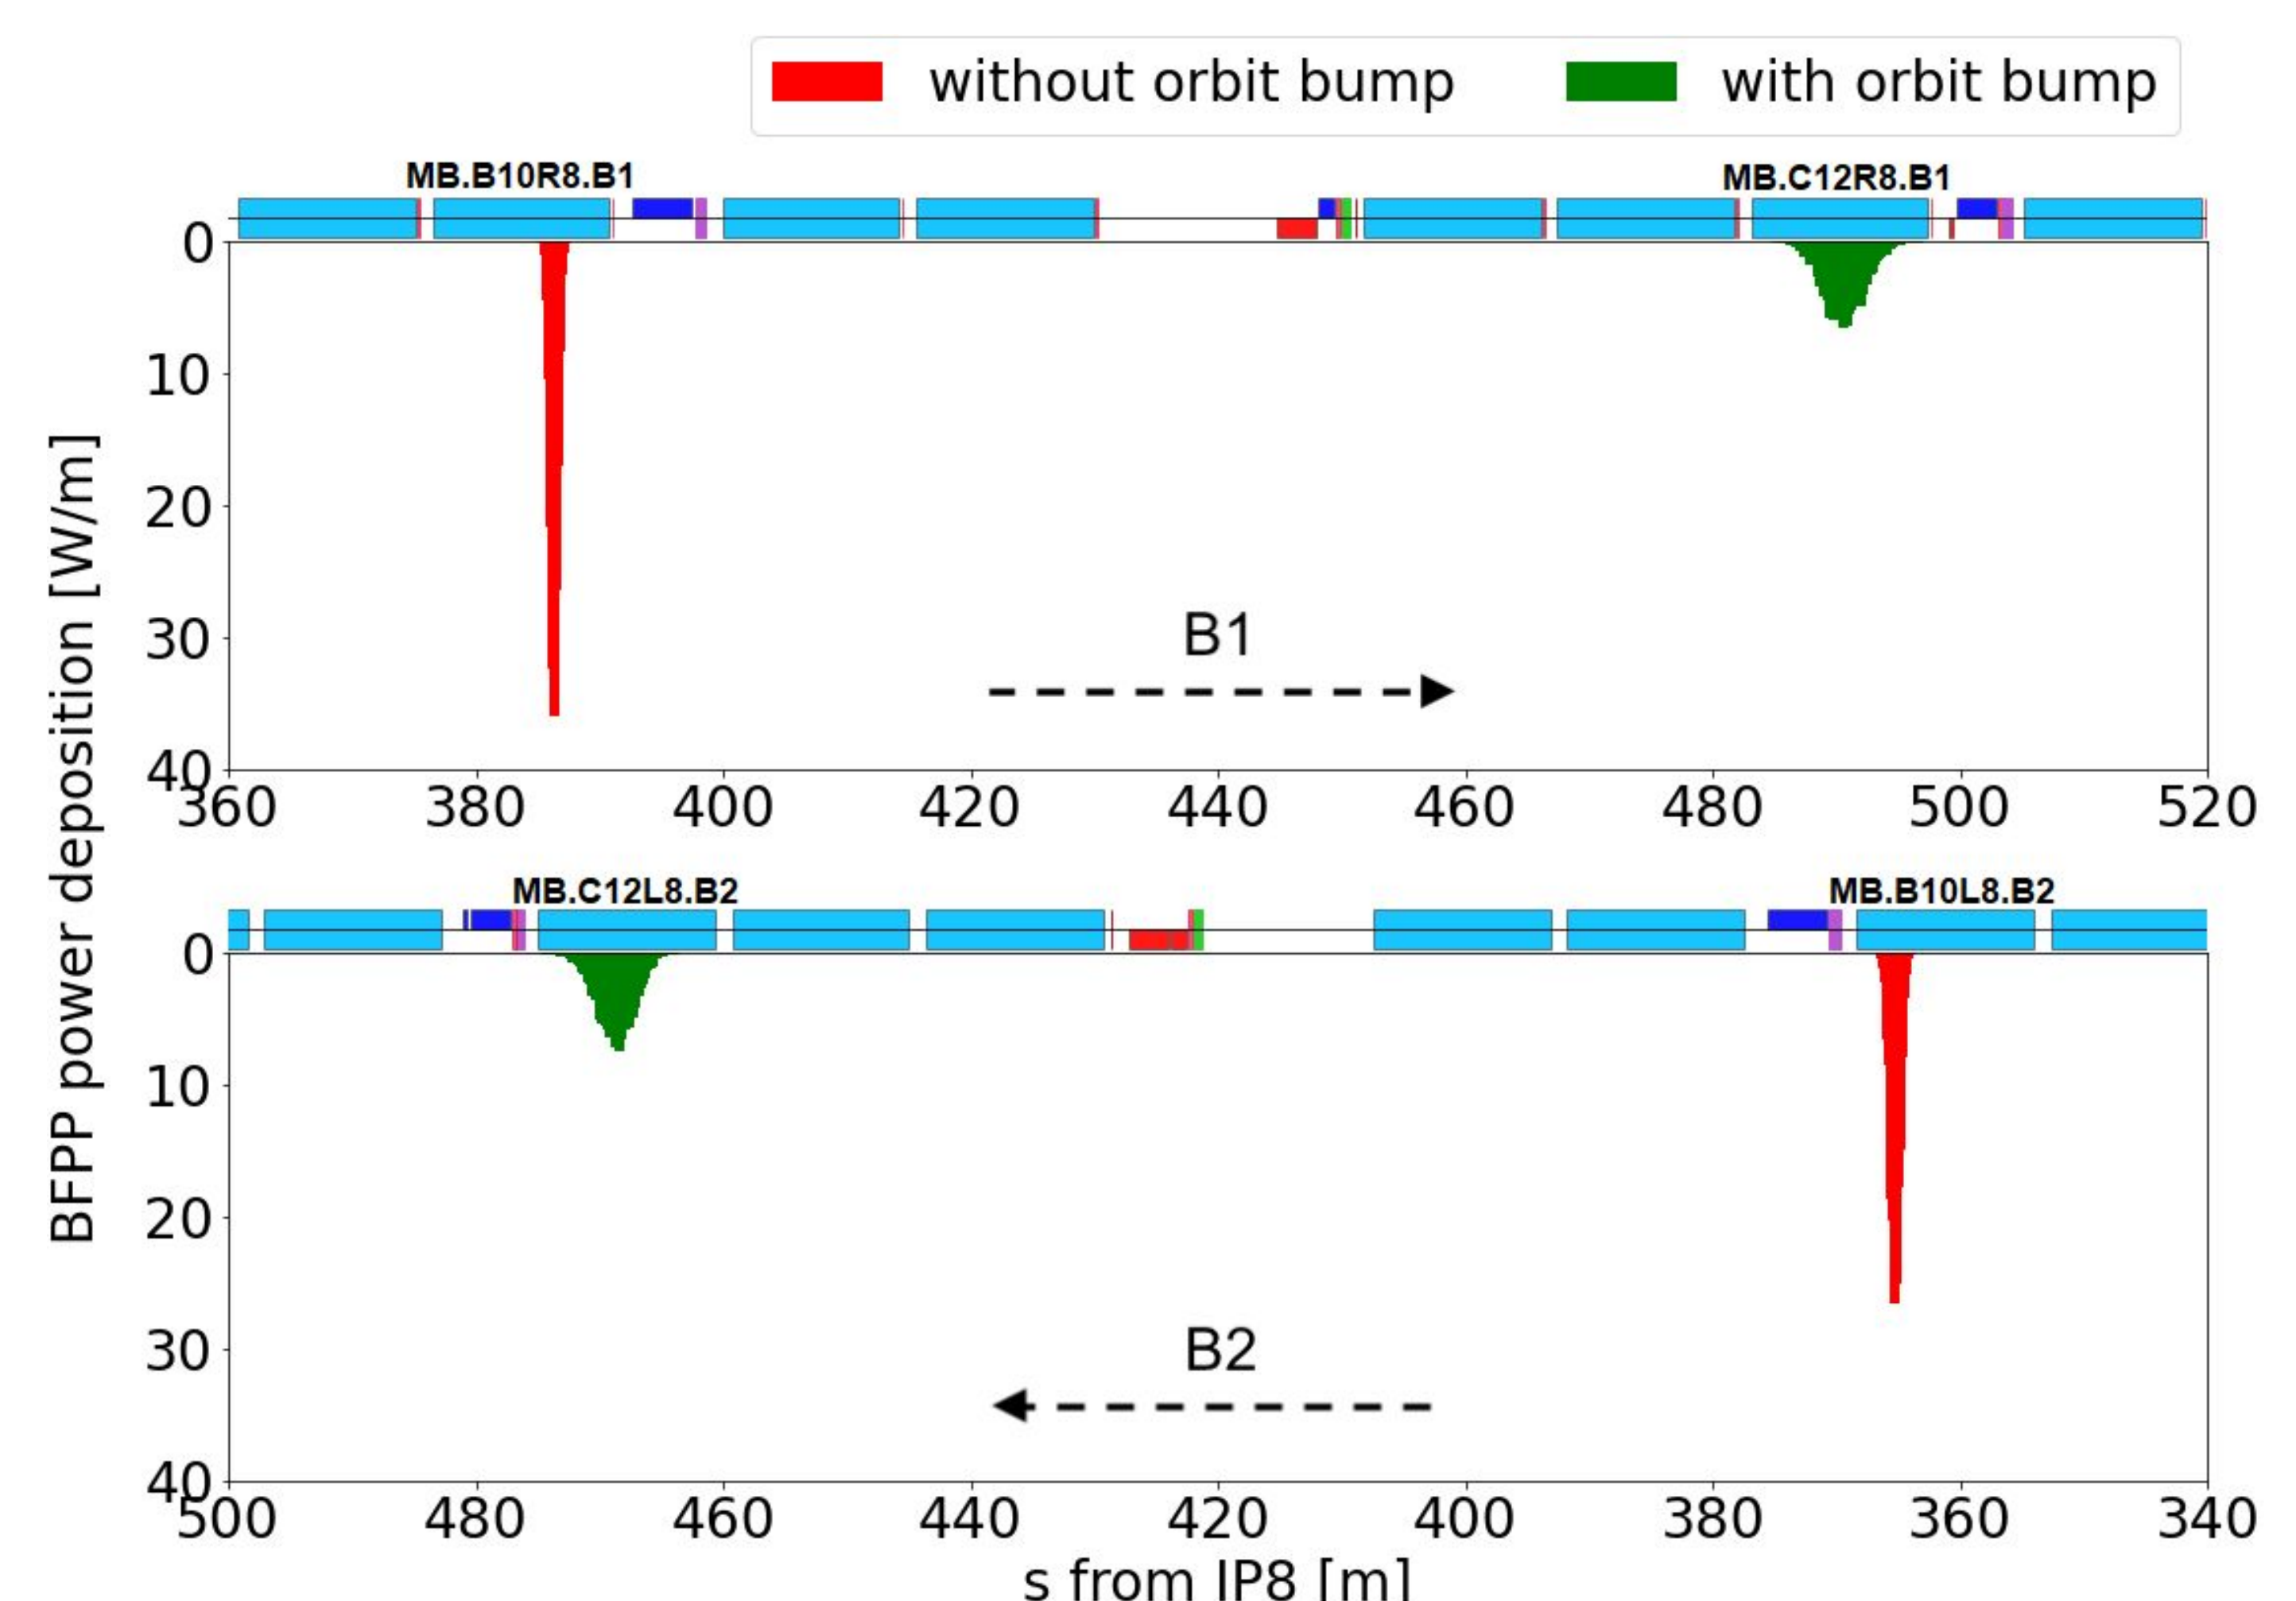 without orbit bump with orbit bump
MB.B10R8.B1 MB.C12R8.B1
0
10
20
30
40
B1
360 380 400 420 440 460 480 500 520
BFPP power deposition [W/m]
MB.C12L8.B2 MB.B10L8.B2
0
10
20
30
40
B2
500 480 460 440 420 400 380 360 340
s from IP8 [m]